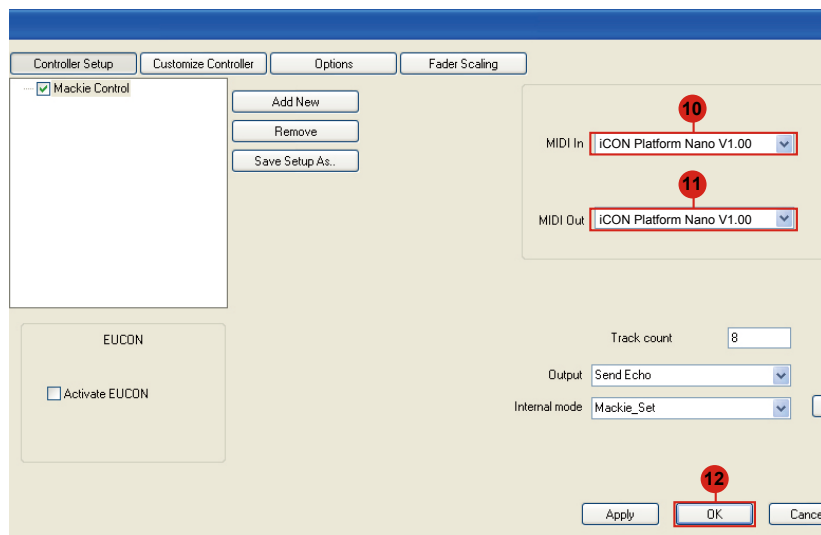 Controller Setup Customize Controller Options Fader Scaling
Mackie Control
Add New
Remove
Save Setup As..
10
MIDI In iCON Platform Nano V1.00
11
MIDI Out iCON Platform Nano V1.00
EUCON
Activate EUCON
Track count 8
Output Send Echo
Internal mode Mackie_Set
12
Apply OK Cance